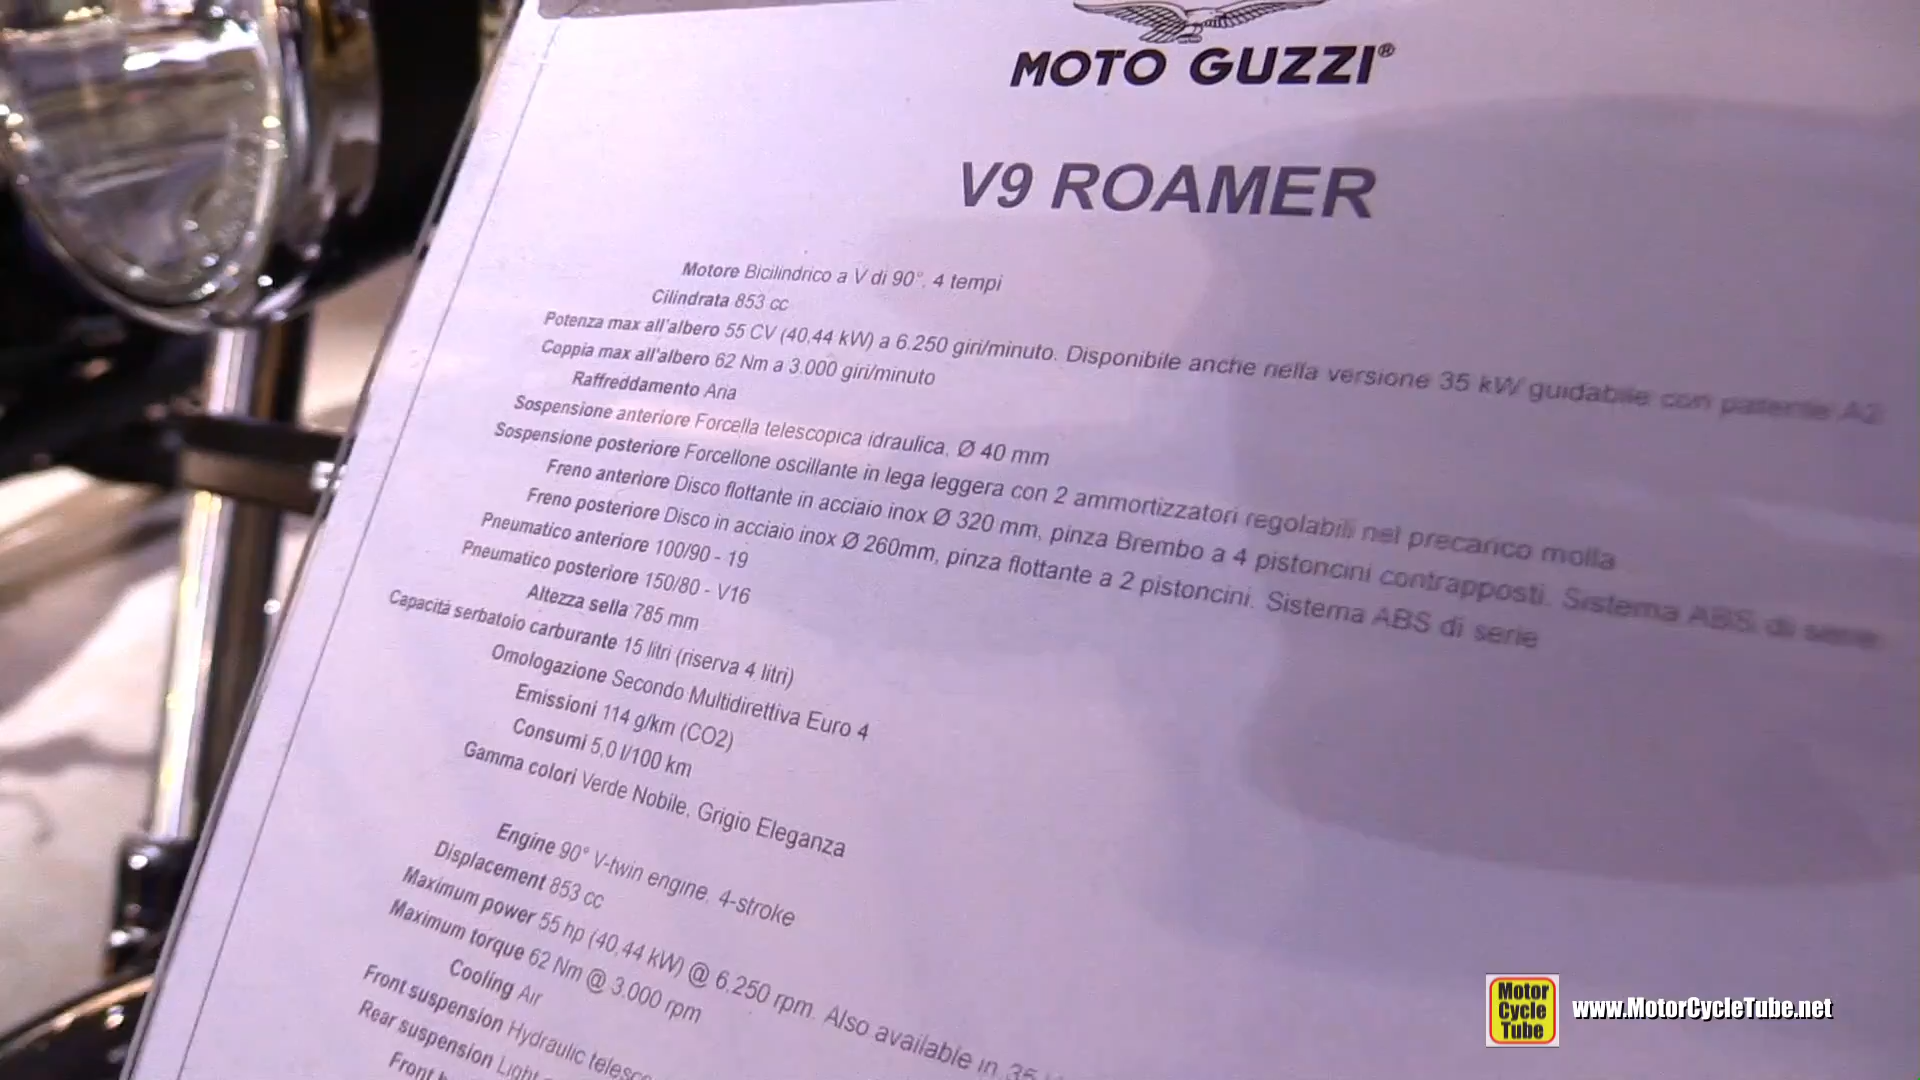 MOTO GUZZI®
V9 ROAMER
Motore Bicilindrico a V di 90°, 4 tempi
Cilindrata 853 cc
Potenza max all'albero 55 CV (40,44 kW) a 6.250 giri/minuto. Disponibile anche nella versione 35 kW guidabile con patente A2
Coppia max all'albero 62 Nm a 3.000 giri/minuto
Raffreddamento Aria
Sospensione anteriore Forcella telescopica idraulica, Ø 40 mm
Sospensione posteriore Forcellone oscillante in lega leggera con 2 ammortizzatori regolabili nel precarico molla
Freno anteriore Disco flottante in acciaio inox Ø 320 mm, pinza Brembo a 4 pistoncini contrapposti. Sistema ABS di serie
Freno posteriore Disco in acciaio inox Ø 260mm, pinza flottante a 2 pistoncini. Sistema ABS di serie
Pneumatico anteriore 100/90 - 19
Pneumatico posteriore 150/80 - V16
Altezza sella 785 mm
Capacità serbatoio carburante 15 litri (riserva 4 litri)
Omologazione Secondo Multidirettiva Euro 4
Emissioni 114 g/km (CO2)
Consumi 5,0 l/100 km
Gamma colori Verde Nobile, Grigio Eleganza
Engine 90° V-twin engine, 4-stroke
Displacement 853 cc
Maximum power 55 hp (40,44 kW) @ 6,250 rpm. Also available in 35
Maximum torque 62 Nm @ 3.000 rpm
Cooling Air
Front suspension Hydraulic telesc
Rear suspension Light
Front
Motor
Cycle
Tube
www.MotorCycleTube.net